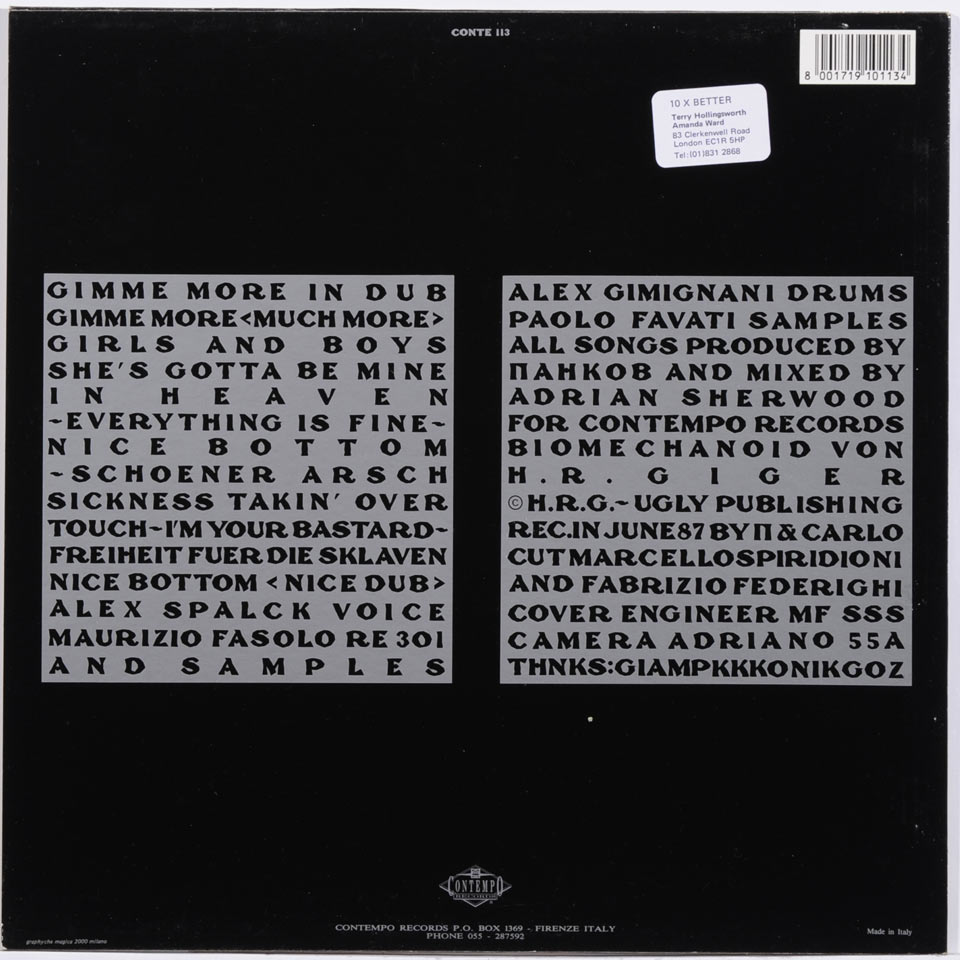 CONTE 113
8 001719 101134
10 X BETTER
Terry Hollingsworth
Amanda Ward
83 Clerkenwell Road
London EC1R 5HP
Tel:(01)831 2868
GIMME MORE IN DUB
GIMME MORE<MUCH MORE>
GIRLS AND BOYS
SHE'S GOTTA BE MINE
IN HEAVEN
~EVERYTHING IS FINE~
NICE BOTTOM
~SCHOENER ARSCH
SICKNESS TAKIN' OVER
TOUCH~I'M YOUR BASTARD~
FREIHEIT FUER DIE SKLAVEN
NICE BOTTOM <NICE DUB>
ALEX SPALCK VOICE
MAURIZIO FASOLO RE 301
AND SAMPLES
ALEX GIMIGNANI DRUMS
PAOLO FAVATI SAMPLES
ALL SONGS PRODUCED BY
ПАНКОВ AND MIXED BY
ADRIAN SHERWOOD
FOR CONTEMPO RECORDS
BIOMECHANOID VON
H.R. GIGER
© H.R.G.~ UGLY PUBLISHING
REC.IN JUNE 87 BY П & CARLO
CUT MARCELLO SPIRIDIONI
AND FABRIZIO FEDERIGHI
COVER ENGINEER MF SSS
CAMERA ADRIANO 55A
THNKS:GIAMPKKKONIKGOZ
CONTEMPO
RECORDS
CONTEMPO RECORDS P.O. BOX 1369 - FIRENZE ITALY
PHONE 055 - 287592
graphyche magica 2000 milano
Made in Italy